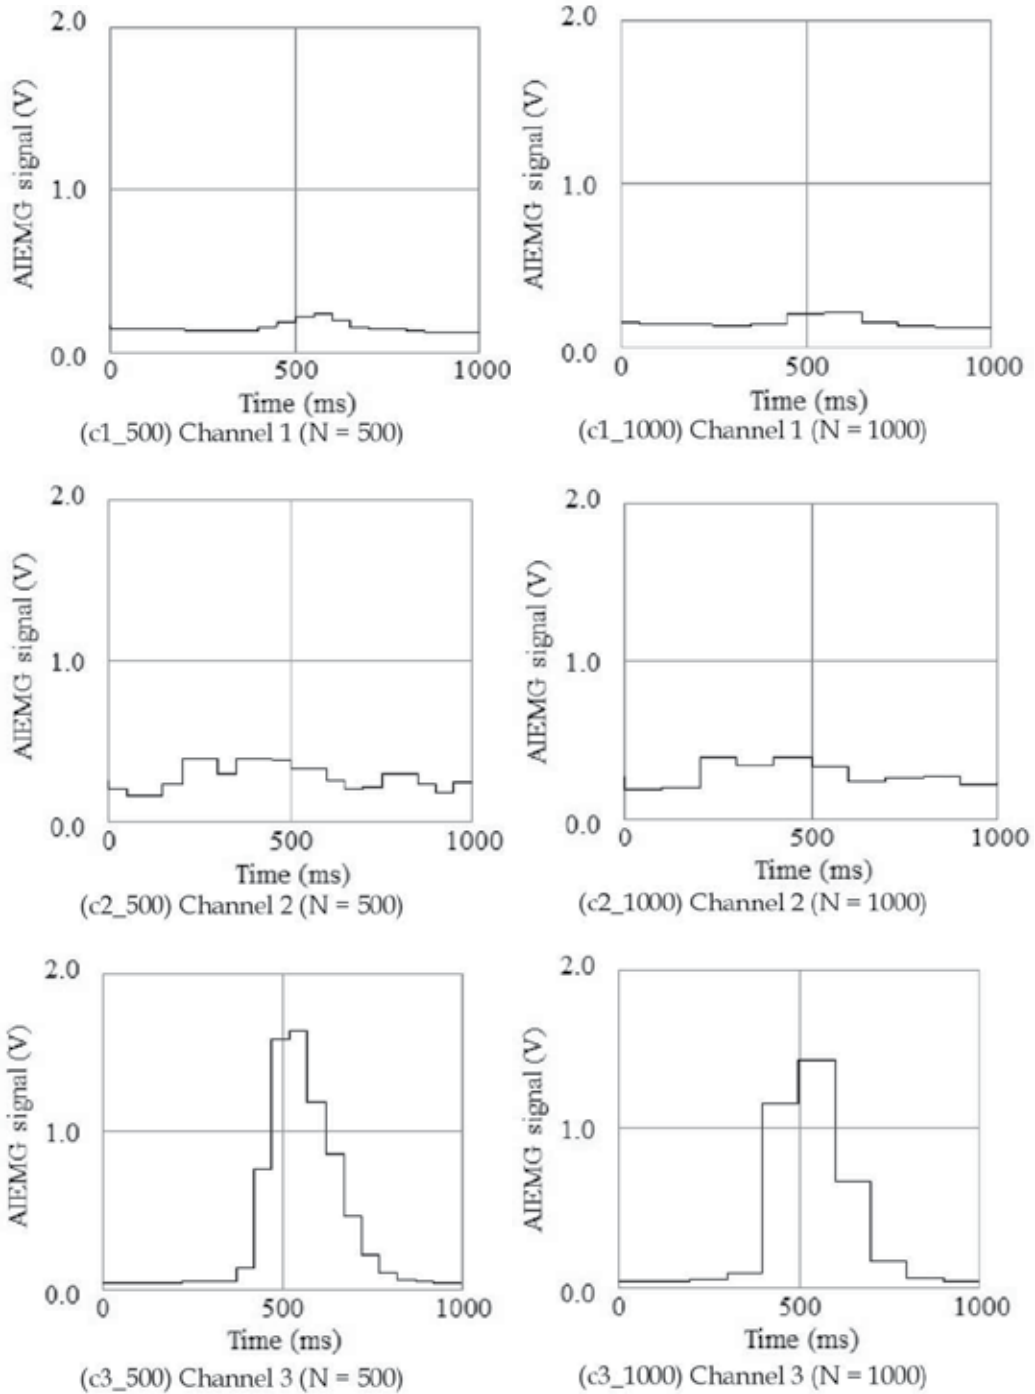 2.0
AIEMG signal (V)
1.0
0.0
0 500 1000
Time (ms)
(c1_500) Channel 1 (N = 500)
2.0
AIEMG signal (V)
1.0
0.0
0 500 1000
Time (ms)
(c1_1000) Channel 1 (N = 1000)
2.0
AIEMG signal (V)
1.0
0.0
0 500 1000
Time (ms)
(c2_500) Channel 2 (N = 500)
2.0
AIEMG signal (V)
1.0
0.0
0 500 1000
Time (ms)
(c2_1000) Channel 2 (N = 1000)
2.0
AIEMG signal (V)
1.0
0.0
0 500 1000
Time (ms)
(c3_500) Channel 3 (N = 500)
2.0
AIEMG signal (V)
1.0
0.0
0 500 1000
Time (ms)
(c3_1000) Channel 3 (N = 1000)